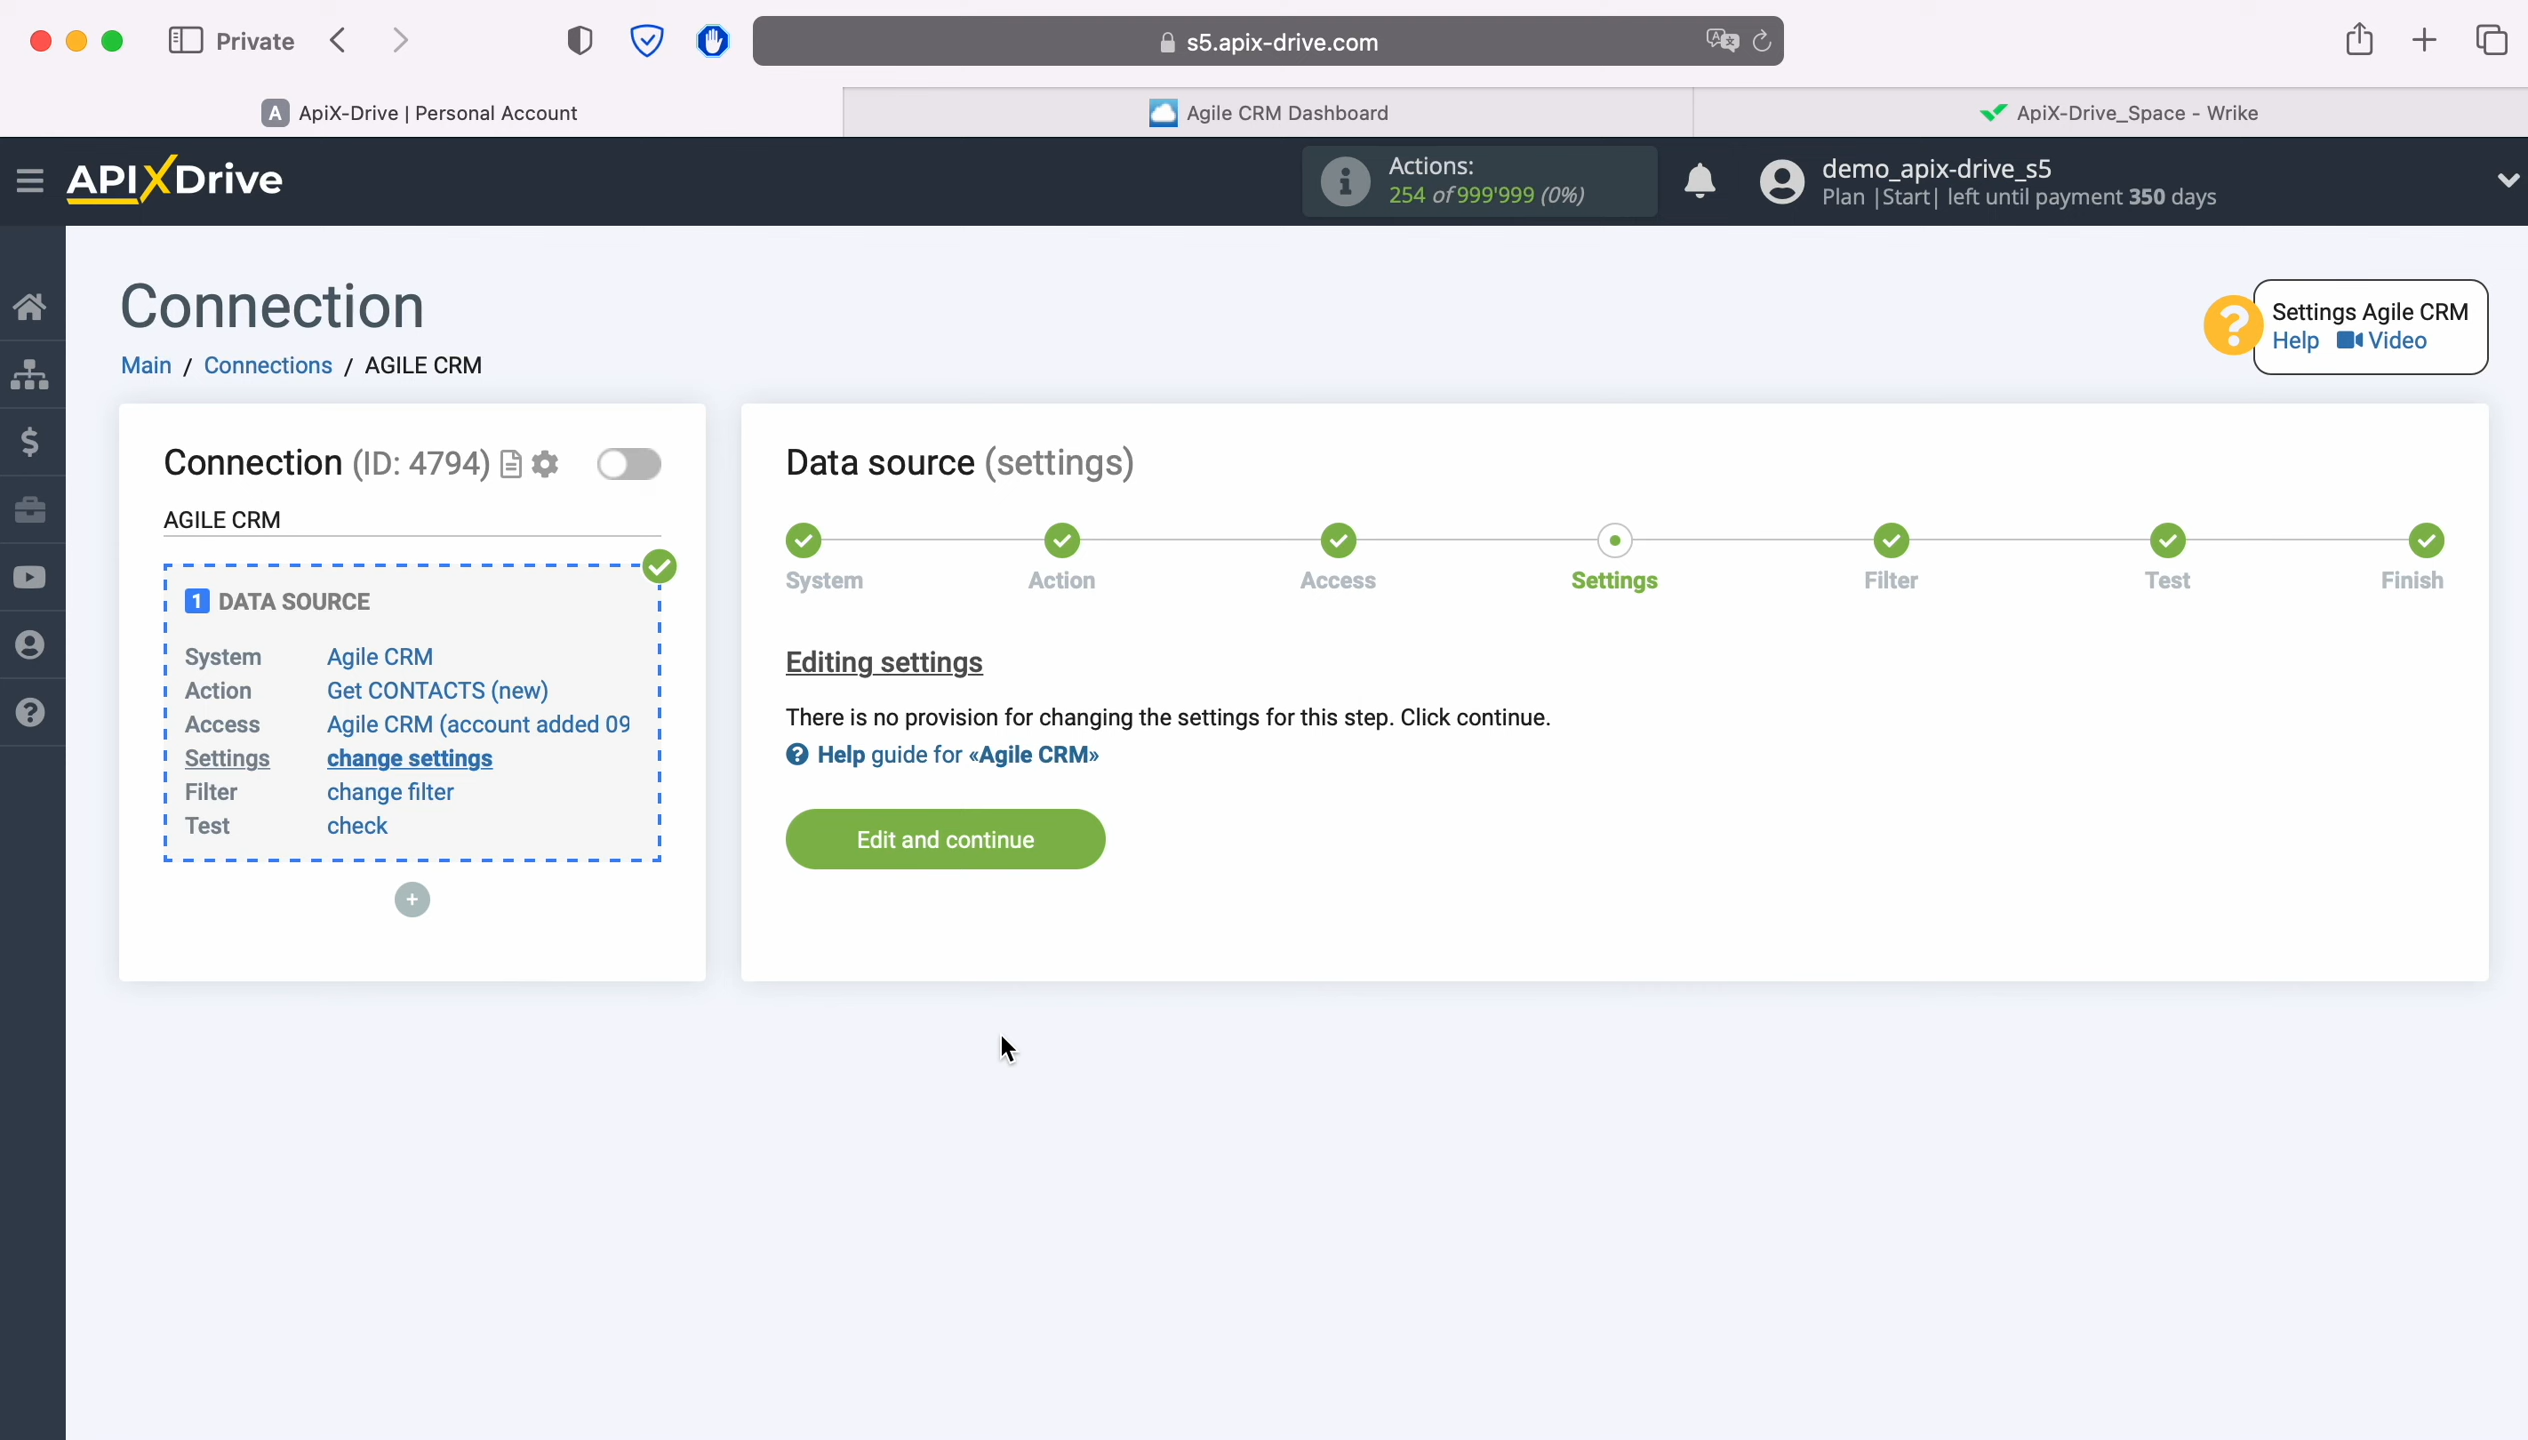 Private
s5.apix-drive.com
A ApiX-Drive | Personal Account
Agile CRM Dashboard
ApiX-Drive_Space - Wrike
APIXDrive
Actions:
254 of 999'999 (0%)
demo_apix-drive_s5
Plan |Start| left until payment 350 days
Connection
Main / Connections / AGILE CRM
Settings Agile CRM
Help Video
Connection (ID: 4794)
AGILE CRM
1 DATA SOURCE
System Agile CRM
Action Get CONTACTS (new)
Access Agile CRM (account added 09
Settings change settings
Filter change filter
Test check
Data source (settings)
System
Action
Access
Settings
Filter
Test
Finish
Editing settings
There is no provision for changing the settings for this step. Click continue.
Help guide for «Agile CRM»
Edit and continue